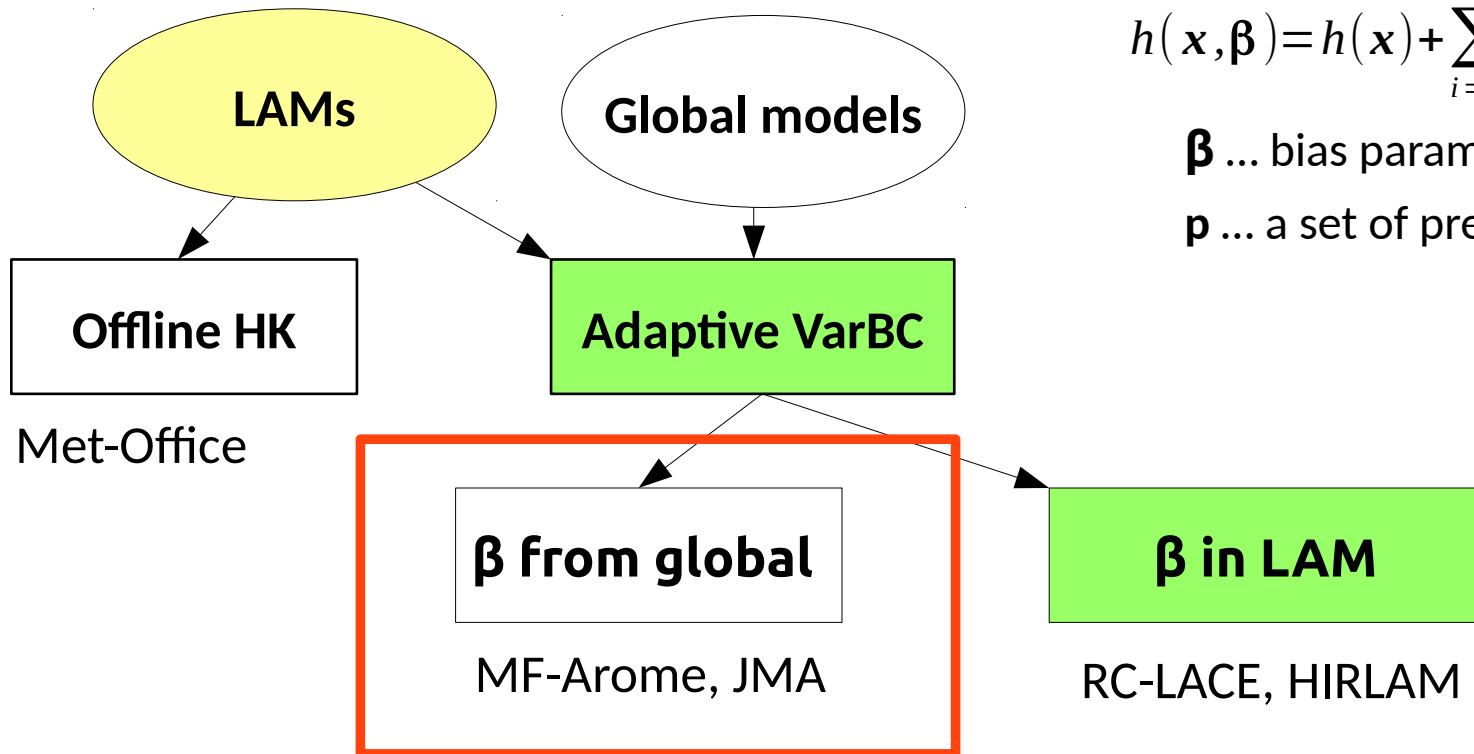 LAMs
Global models
h(x,β)=h(x)+∑
i=
β ... bias param
p ... a set of pre
Offline HK
Adaptive VarBC
Met-Office
β from global
β in LAM
MF-Arome, JMA
RC-LACE, HIRLAM